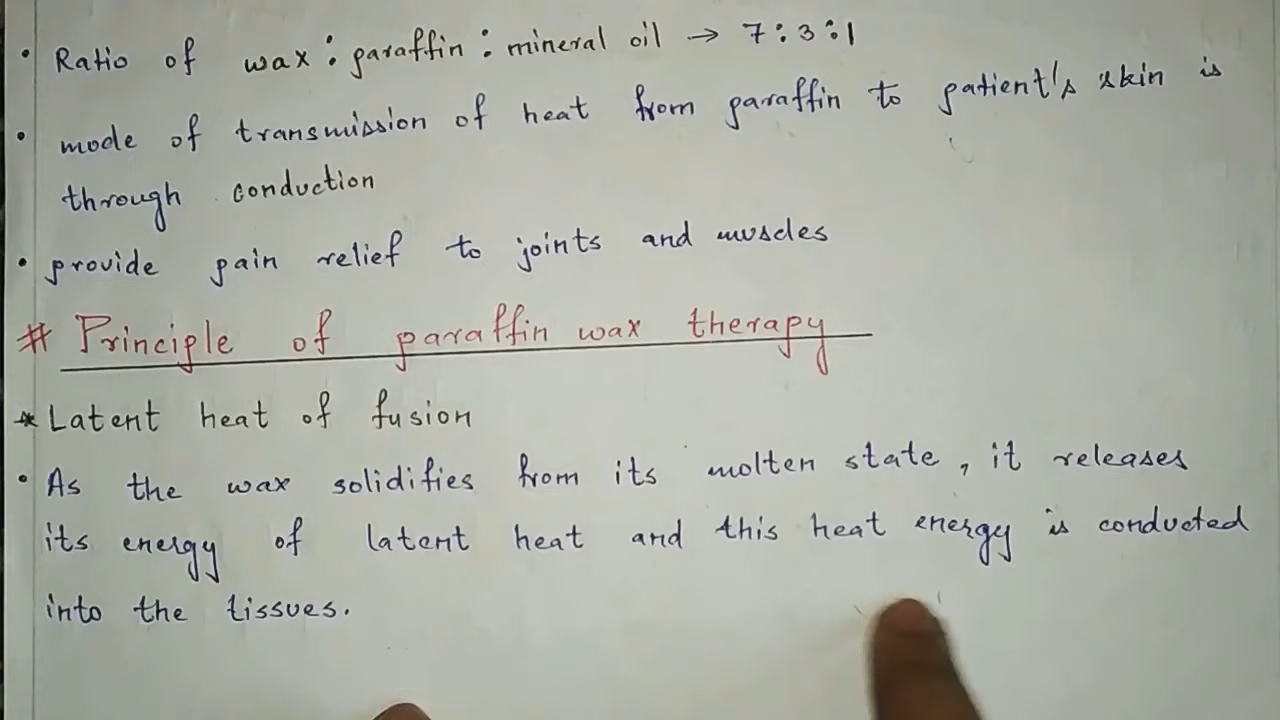 • Ratio of wax : paraffin : mineral oil → 7:3:1
• mode of transmission of heat from paraffin to patient's skin is
through conduction
• provide pain relief to joints and muscles
# Principle of paraffin wax therapy
* Latent heat of fusion
• As the wax solidifies from its molten state, it releases
its energy of latent heat and this heat energy is conducted
into the tissues.